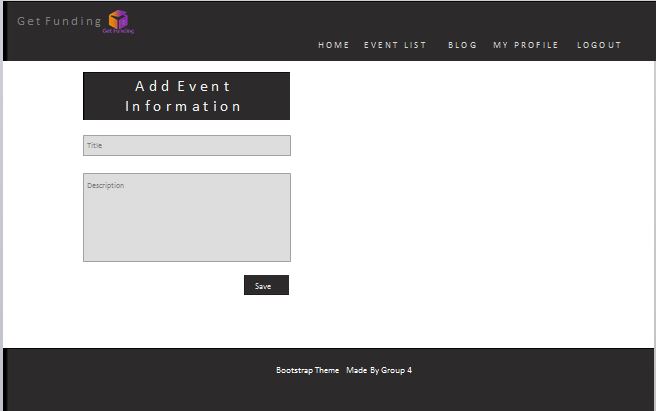 Get Funding
Get Funding
HOME EVENT LIST BLOG MY PROFILE LOGOUT
Add Event
Information
Title
Description
Save
Bootstrap Theme Made By Group 4